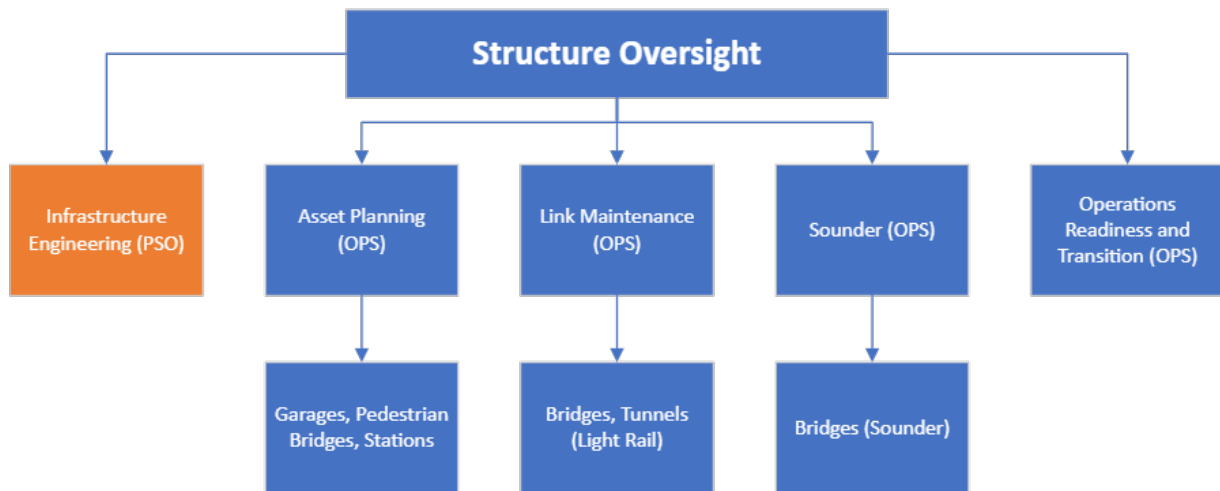 Structure Oversight
Infrastructure
Engineering (PSO)
Asset Planning
(OPS)
Link Maintenance
(OPS)
Sounder (OPS)
Operations
Readiness and
Transition (OPS)
Garages, Pedestrian
Bridges, Stations
Bridges, Tunnels
(Light Rail)
Bridges (Sounder)